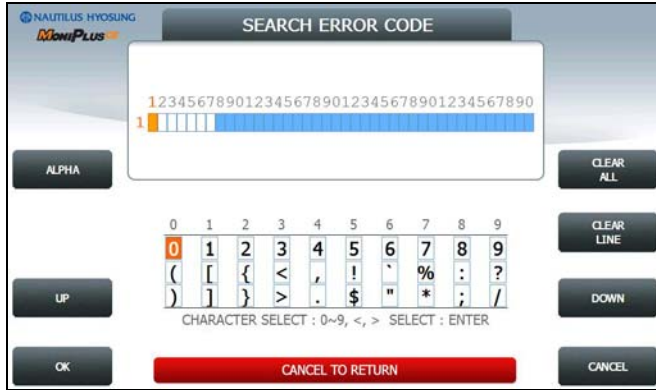 NAUTILUS HYOSUNG
MoniPlus CE
SEARCH ERROR CODE
1234567890123456789012345678901234567890
1
ALPHA
CLEAR ALL
0 1 2 3 4 5 6 7 8 9
0 1 2 3 4 5 6 7 8 9
( [ { < , ! ` % : ?
) ] } > . $ " * ; /
CLEAR LINE
UP
DOWN
CHARACTER SELECT : 0~9, <, > SELECT : ENTER
OK
CANCEL TO RETURN
CANCEL